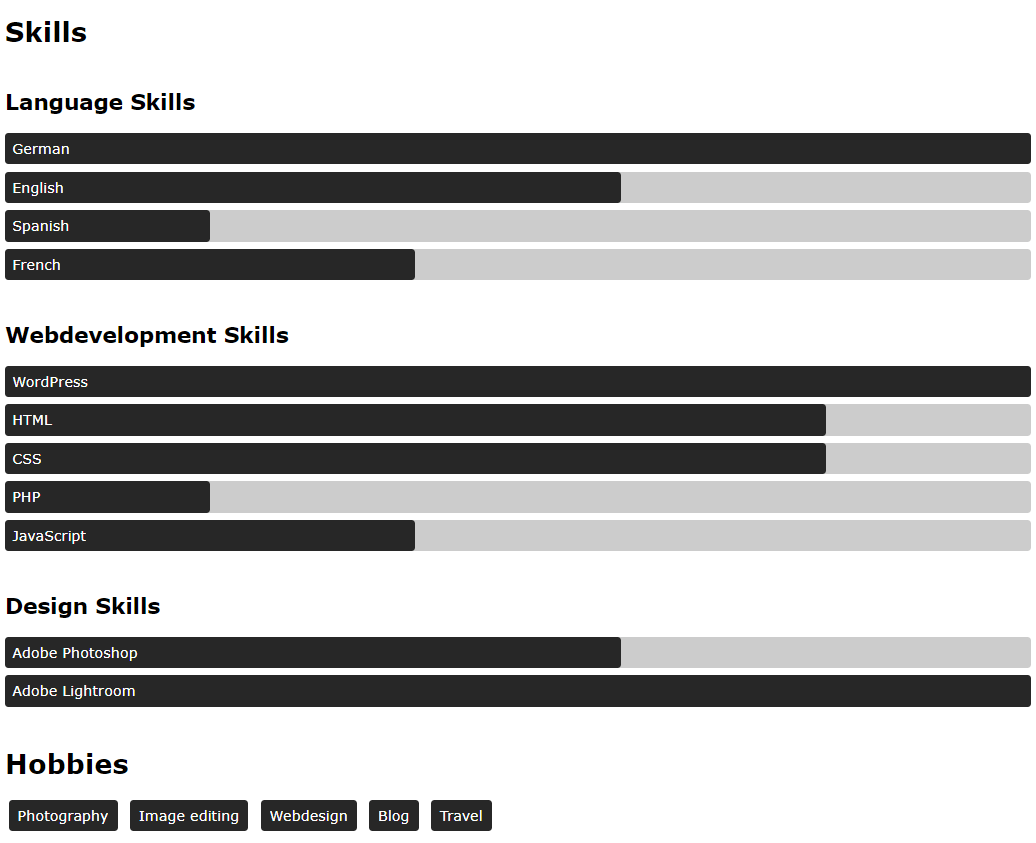 Skills
Language Skills
German
English
Spanish
French
Webdevelopment Skills
WordPress
HTML
CSS
PHP
JavaScript
Design Skills
Adobe Photoshop
Adobe Lightroom
Hobbies
Photography Image editing Webdesign Blog Travel